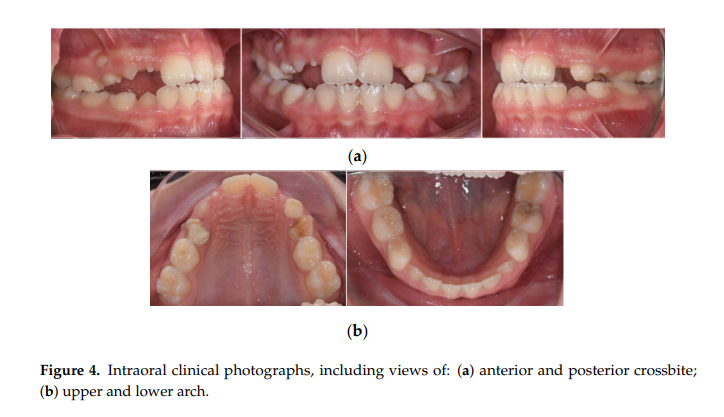 (a)
(b)
Figure 4. Intraoral clinical photographs, including views of: (a) anterior and posterior crossbite;
(b) upper and lower arch.